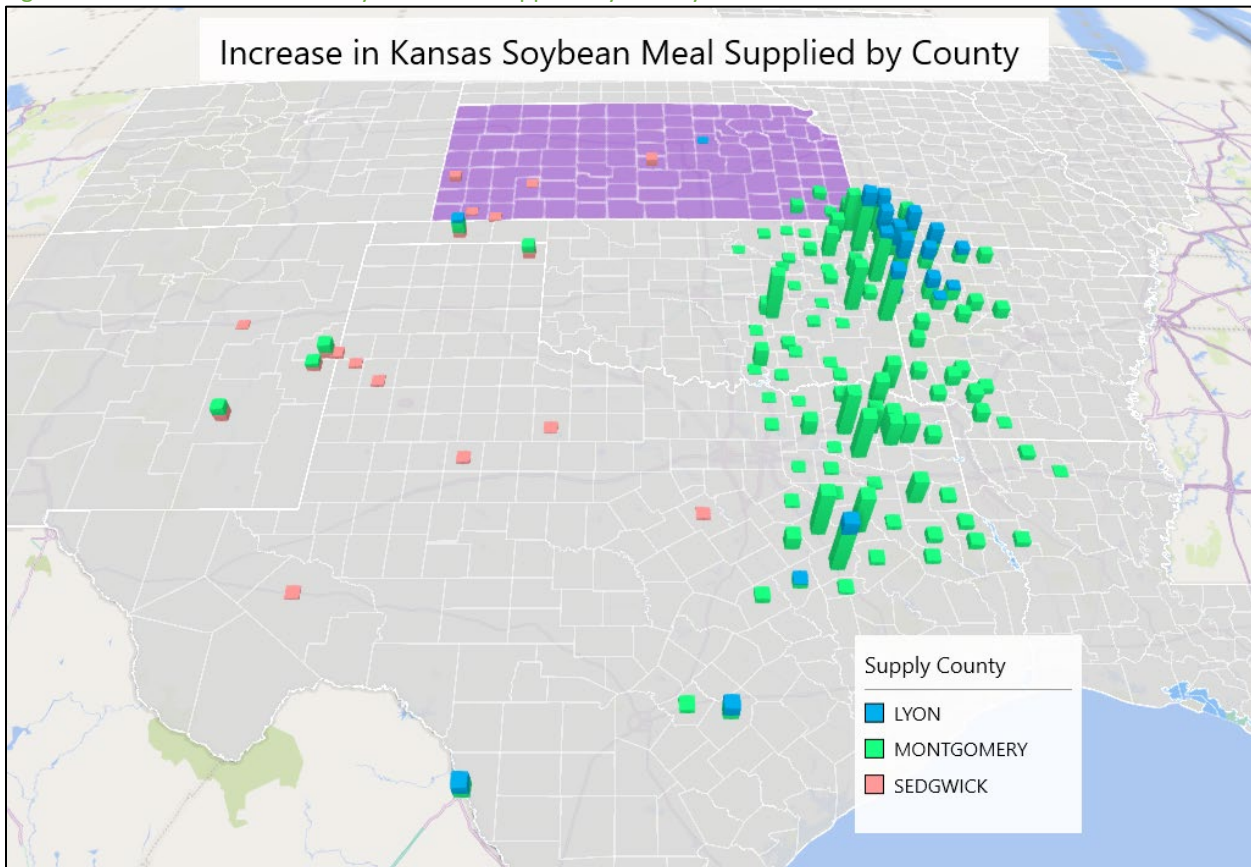 Increase in Kansas Soybean Meal Supplied by County
Supply County
LYON
MONTGOMERY
SEDGWICK